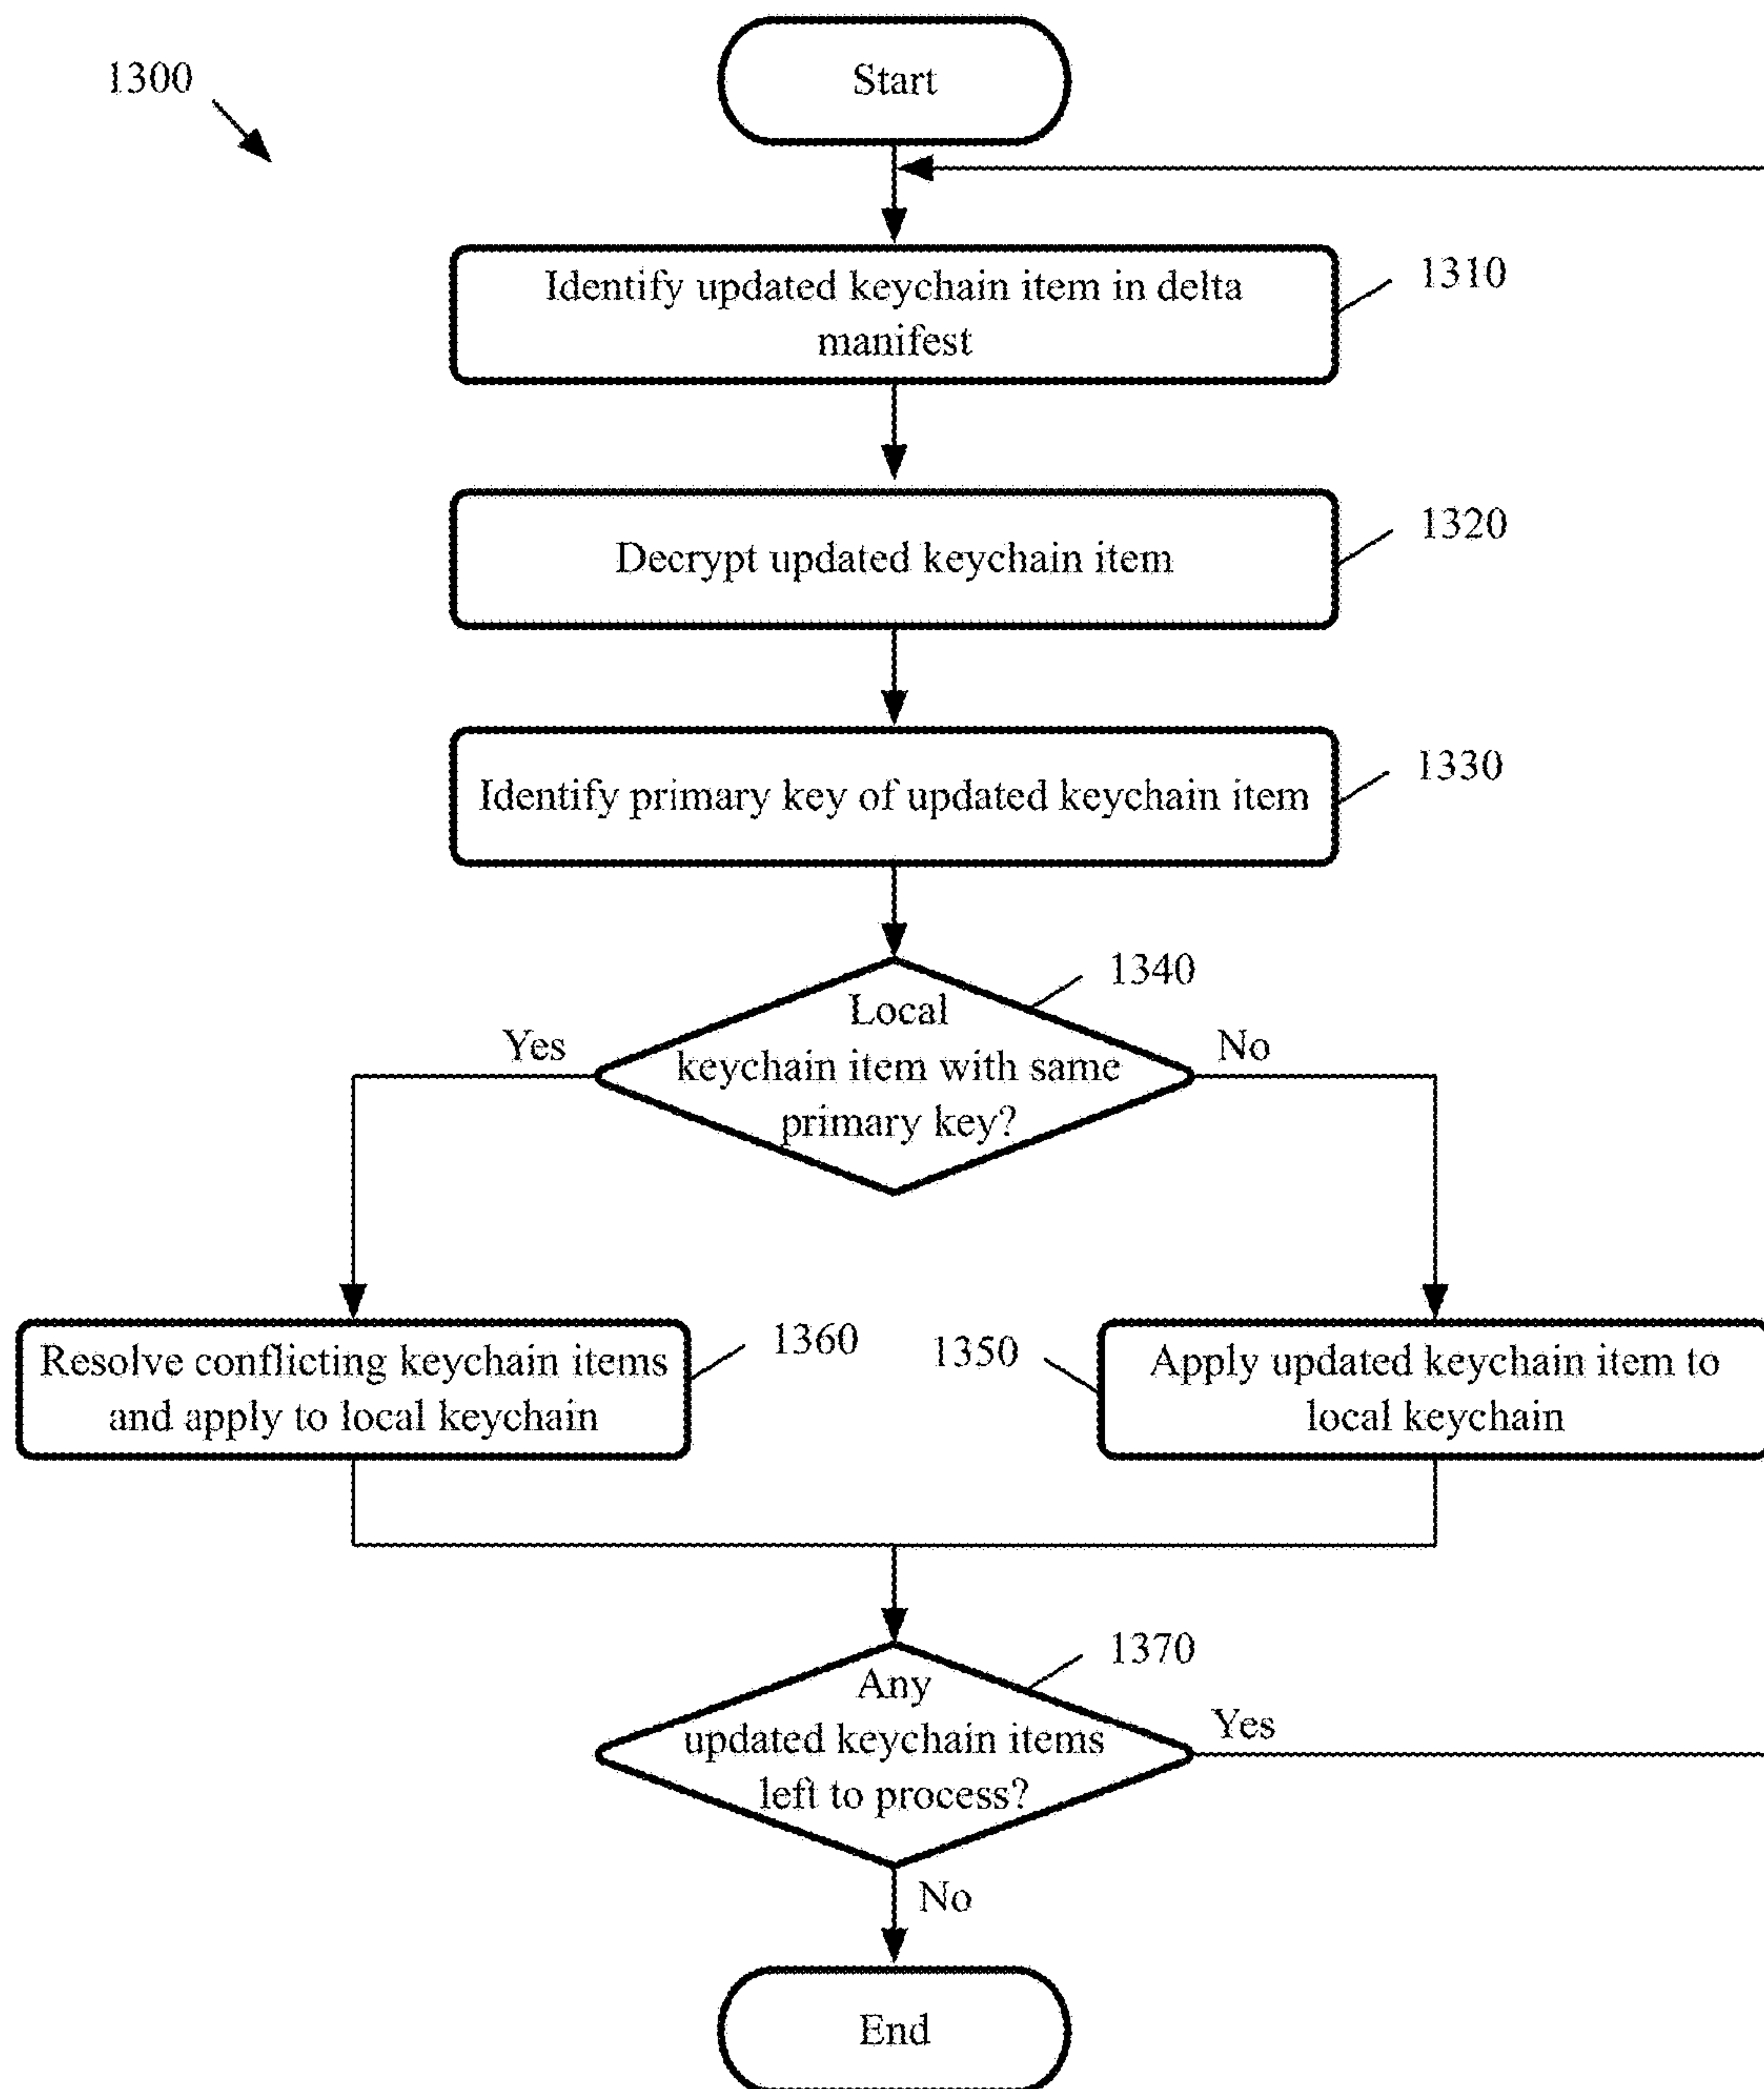 1300
Start
Identify updated keychain item in delta
manifest
1310
Decrypt updated keychain item
1320
Identify primary key of updated keychain item
1330
1340
Local
keychain item with same
primary key?
Yes
No
Resolve conflicting keychain items
and apply to local keychain
1360
1350
Apply updated keychain item to
local keychain
1370
Any
updated keychain items
left to process?
Yes
No
End